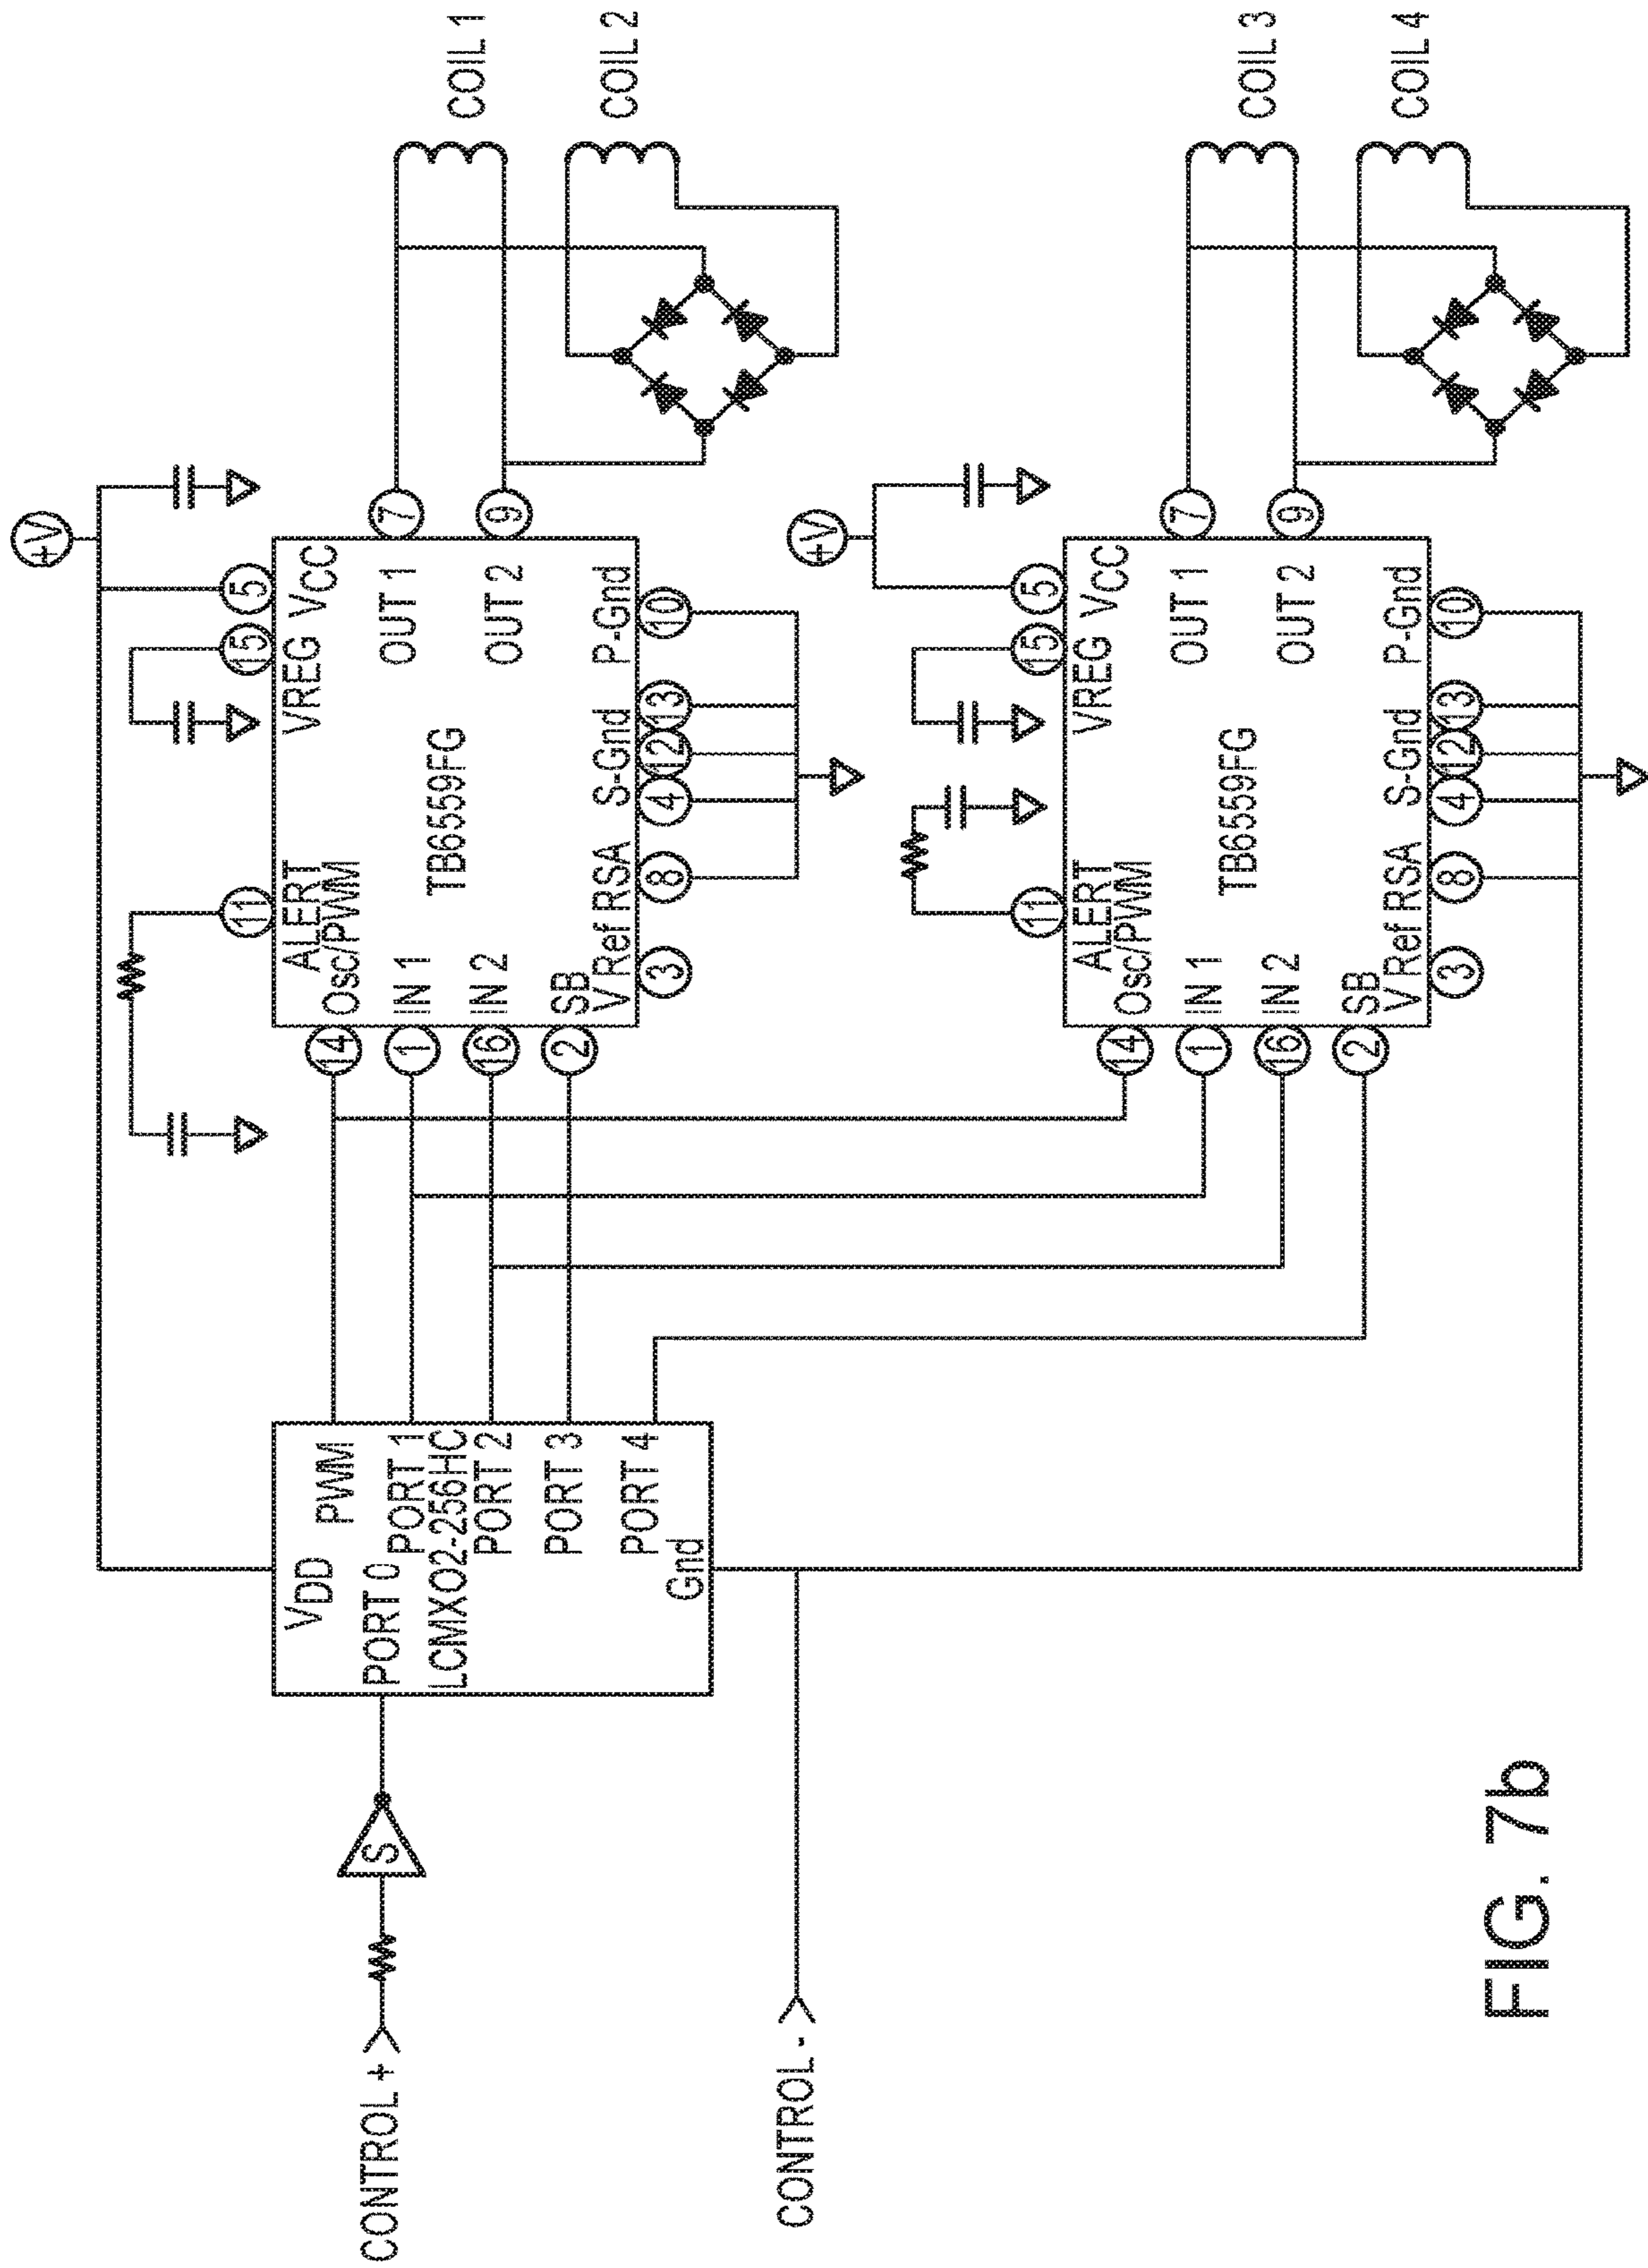 +V
5
15
11
VCC
VREG
ALERT
Osc/PWM
14
IN 1
1
IN 2
16
SB
2
TB6559FG
OUT 1
7
OUT 2
9
V Ref
3
RSA
8
S-Gnd
4
12
13
P-Gnd
10
COIL 1
COIL 2
+V
5
15
11
VCC
VREG
ALERT
Osc/PWM
14
IN 1
1
IN 2
16
SB
2
TB6559FG
OUT 1
7
OUT 2
9
V Ref
3
RSA
8
S-Gnd
4
12
13
P-Gnd
10
COIL 3
COIL 4
CONTROL +
S
VDD
PWM
PORT 0
PORT 1
LCMXO2-256HC
PORT 2
PORT 3
PORT 4
Gnd
CONTROL -
FIG. 7b